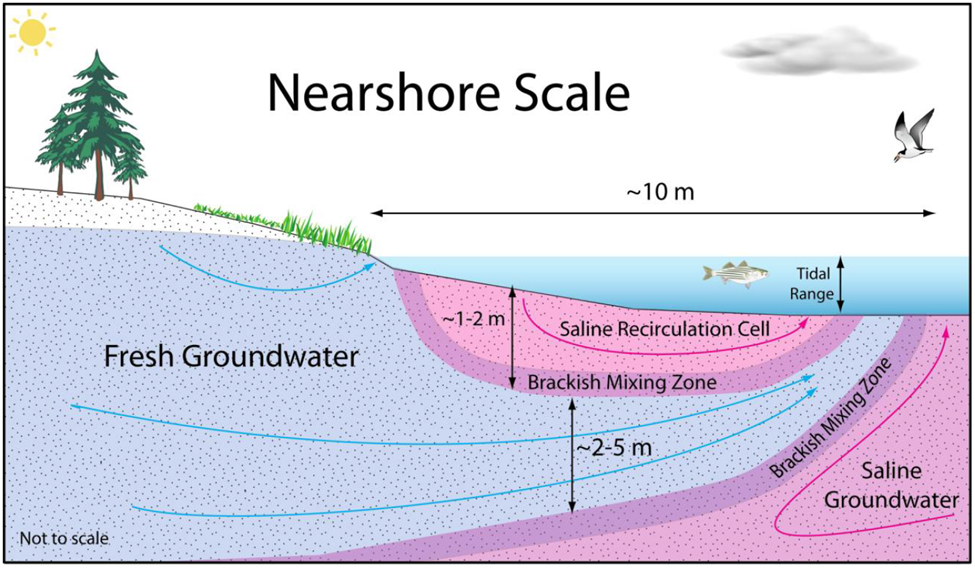 Nearshore Scale
~10 m
Tidal
Range
~1-2 m
Saline Recirculation Cell
Fresh Groundwater
Brackish Mixing Zone
~2-5 m
Brackish Mixing Zone
Saline
Groundwater
Not to scale